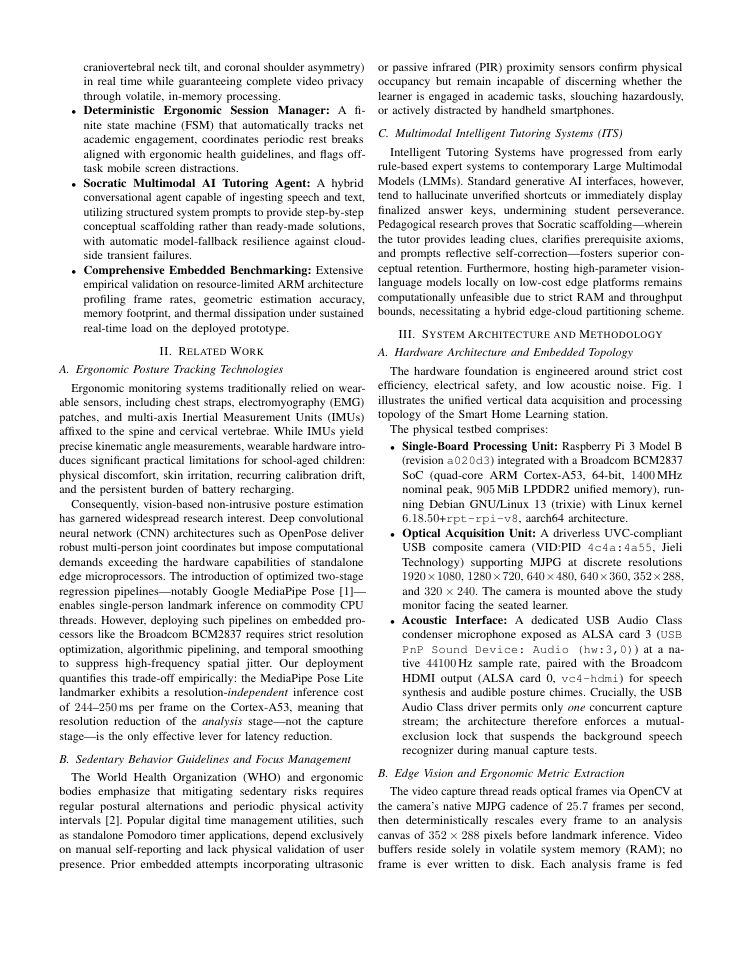 craniovertebral neck tilt, and coronal shoulder asymmetry)
in real time while guaranteeing complete video privacy
through volatile, in-memory processing.
• Deterministic Ergonomic Session Manager: A fi-
nite state machine (FSM) that automatically tracks net
academic engagement, coordinates periodic rest breaks
aligned with ergonomic health guidelines, and flags off-
task mobile screen distractions.
• Socratic Multimodal AI Tutoring Agent: A hybrid
conversational agent capable of ingesting speech and text,
utilizing structured system prompts to provide step-by-step
conceptual scaffolding rather than ready-made solutions,
with automatic model-fallback resilience against cloud-
side transient failures.
• Comprehensive Embedded Benchmarking: Extensive
empirical validation on resource-limited ARM architecture
profiling frame rates, geometric estimation accuracy,
memory footprint, and thermal dissipation under sustained
real-time load on the deployed prototype.
II. RELATED WORK
A. Ergonomic Posture Tracking Technologies
Ergonomic monitoring systems traditionally relied on wear-
able sensors, including chest straps, electromyography (EMG)
patches, and multi-axis Inertial Measurement Units (IMUs)
affixed to the spine and cervical vertebrae. While IMUs yield
precise kinematic angle measurements, wearable hardware intro-
duces significant practical limitations for school-aged children:
physical discomfort, skin irritation, recurring calibration drift,
and the persistent burden of battery recharging.
Consequently, vision-based non-intrusive posture estimation
has garnered widespread research interest. Deep convolutional
neural network (CNN) architectures such as OpenPose deliver
robust multi-person joint coordinates but impose computational
demands exceeding the hardware capabilities of standalone
edge microprocessors. The introduction of optimized two-stage
regression pipelines—notably Google MediaPipe Pose [1]—
enables single-person landmark inference on commodity CPU
threads. However, deploying such pipelines on embedded pro-
cessors like the Broadcom BCM2837 requires strict resolution
optimization, algorithmic pipelining, and temporal smoothing
to suppress high-frequency spatial jitter. Our deployment
quantifies this trade-off empirically: the MediaPipe Pose Lite
landmarker exhibits a resolution-independent inference cost
of 244–250 ms per frame on the Cortex-A53, meaning that
resolution reduction of the analysis stage—not the capture
stage—is the only effective lever for latency reduction.
B. Sedentary Behavior Guidelines and Focus Management
The World Health Organization (WHO) and ergonomic
bodies emphasize that mitigating sedentary risks requires
regular postural alternations and periodic physical activity
intervals [2]. Popular digital time management utilities, such
as standalone Pomodoro timer applications, depend exclusively
on manual self-reporting and lack physical validation of user
presence. Prior embedded attempts incorporating ultrasonic
or passive infrared (PIR) proximity sensors confirm physical
occupancy but remain incapable of discerning whether the
learner is engaged in academic tasks, slouching hazardously,
or actively distracted by handheld smartphones.
C. Multimodal Intelligent Tutoring Systems (ITS)
Intelligent Tutoring Systems have progressed from early
rule-based expert systems to contemporary Large Multimodal
Models (LMMs). Standard generative AI interfaces, however,
tend to hallucinate unverified shortcuts or immediately display
finalized answer keys, undermining student perseverance.
Pedagogical research proves that Socratic scaffolding—wherein
the tutor provides leading clues, clarifies prerequisite axioms,
and prompts reflective self-correction—fosters superior con-
ceptual retention. Furthermore, hosting high-parameter vision-
language models locally on low-cost edge platforms remains
computationally unfeasible due to strict RAM and throughput
bounds, necessitating a hybrid edge-cloud partitioning scheme.
III. SYSTEM ARCHITECTURE AND METHODOLOGY
A. Hardware Architecture and Embedded Topology
The hardware foundation is engineered around strict cost
efficiency, electrical safety, and low acoustic noise. Fig. 1
illustrates the unified vertical data acquisition and processing
topology of the Smart Home Learning station.
The physical testbed comprises:
• Single-Board Processing Unit: Raspberry Pi 3 Model B
(revision a020d3) integrated with a Broadcom BCM2837
SoC (quad-core ARM Cortex-A53, 64-bit, 1400 MHz
nominal peak, 905 MiB LPDDR2 unified memory), run-
ning Debian GNU/Linux 13 (trixie) with Linux kernel
6.18.50+rpt-rpi-v8, aarch64 architecture.
• Optical Acquisition Unit: A driverless UVC-compliant
USB composite camera (VID:PID 4c4a:4a55, Jieli
Technology) supporting MJPG at discrete resolutions
1920×1080, 1280×720, 640×480, 640×360, 352×288,
and 320 × 240. The camera is mounted above the study
monitor facing the seated learner.
• Acoustic Interface: A dedicated USB Audio Class
condenser microphone exposed as ALSA card 3 (USB
PnP Sound Device: Audio (hw:3,0)) at a na-
tive 44100 Hz sample rate, paired with the Broadcom
HDMI output (ALSA card 0, vc4-hdmi) for speech
synthesis and audible posture chimes. Crucially, the USB
Audio Class driver permits only one concurrent capture
stream; the architecture therefore enforces a mutual-
exclusion lock that suspends the background speech
recognizer during manual capture tests.
B. Edge Vision and Ergonomic Metric Extraction
The video capture thread reads optical frames via OpenCV at
the camera's native MJPG cadence of 25.7 frames per second,
then deterministically rescales every frame to an analysis
canvas of 352 × 288 pixels before landmark inference. Video
buffers reside solely in volatile system memory (RAM); no
frame is ever written to disk. Each analysis frame is fed